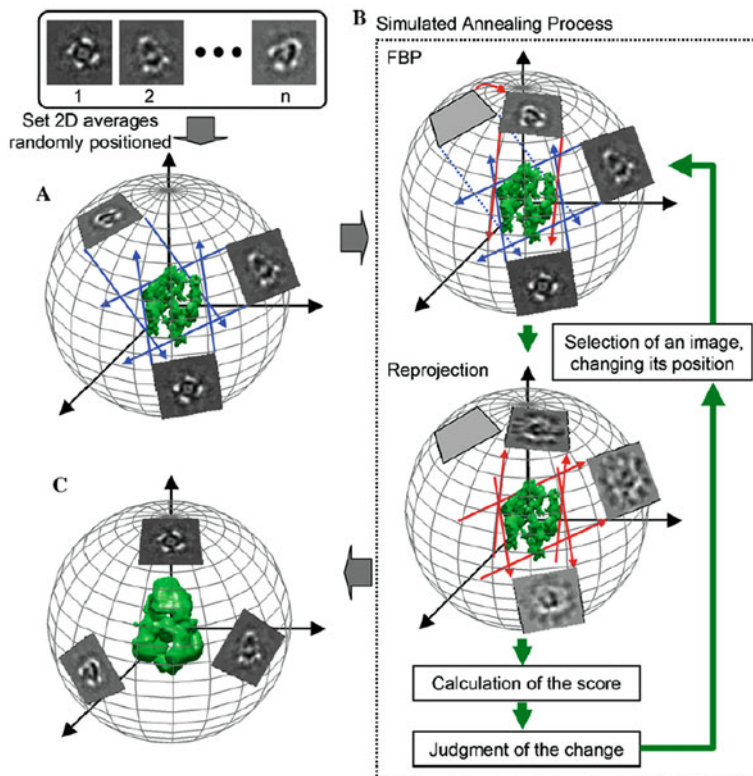 1
2
n
Set 2D averages
randomly positioned
A
B
Simulated Annealing Process
FBP
Selection of an image,
changing its position
Reprojection
C
Calculation of the score
Judgment of the change